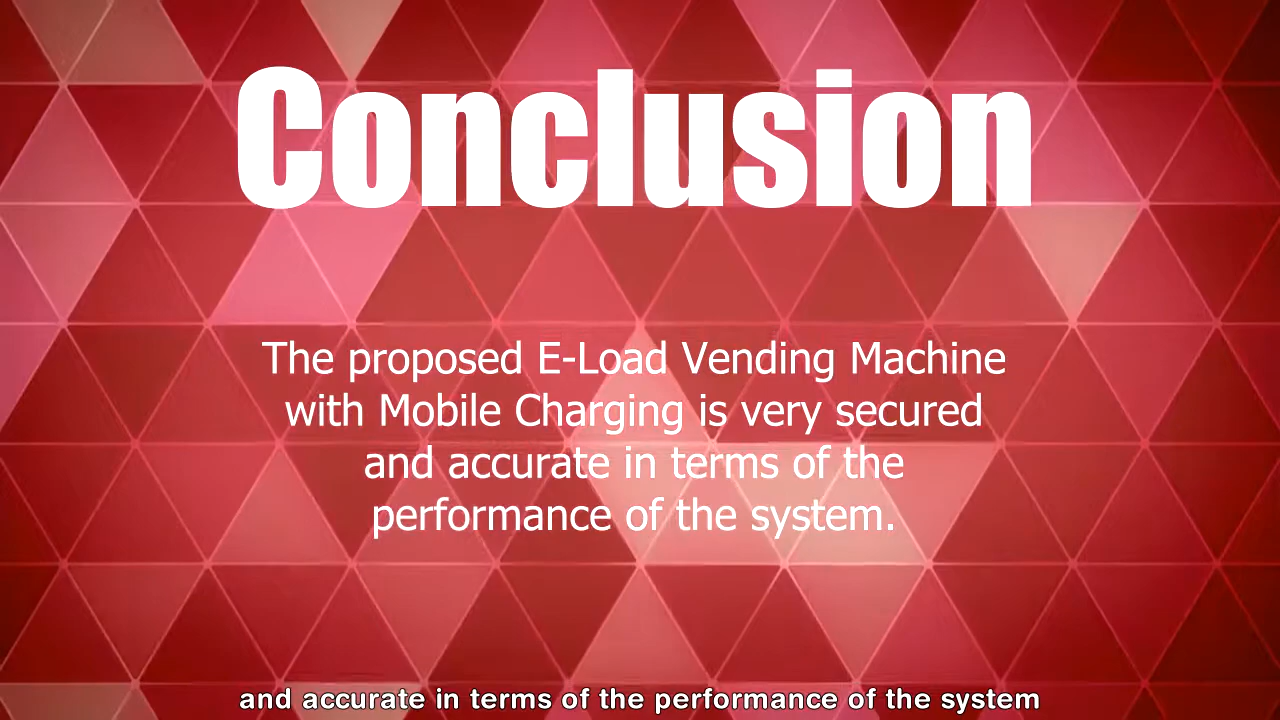 Conclusion
The proposed E-Load Vending Machine
with Mobile Charging is very secured
and accurate in terms of the
performance of the system.
and accurate in terms of the performance of the system